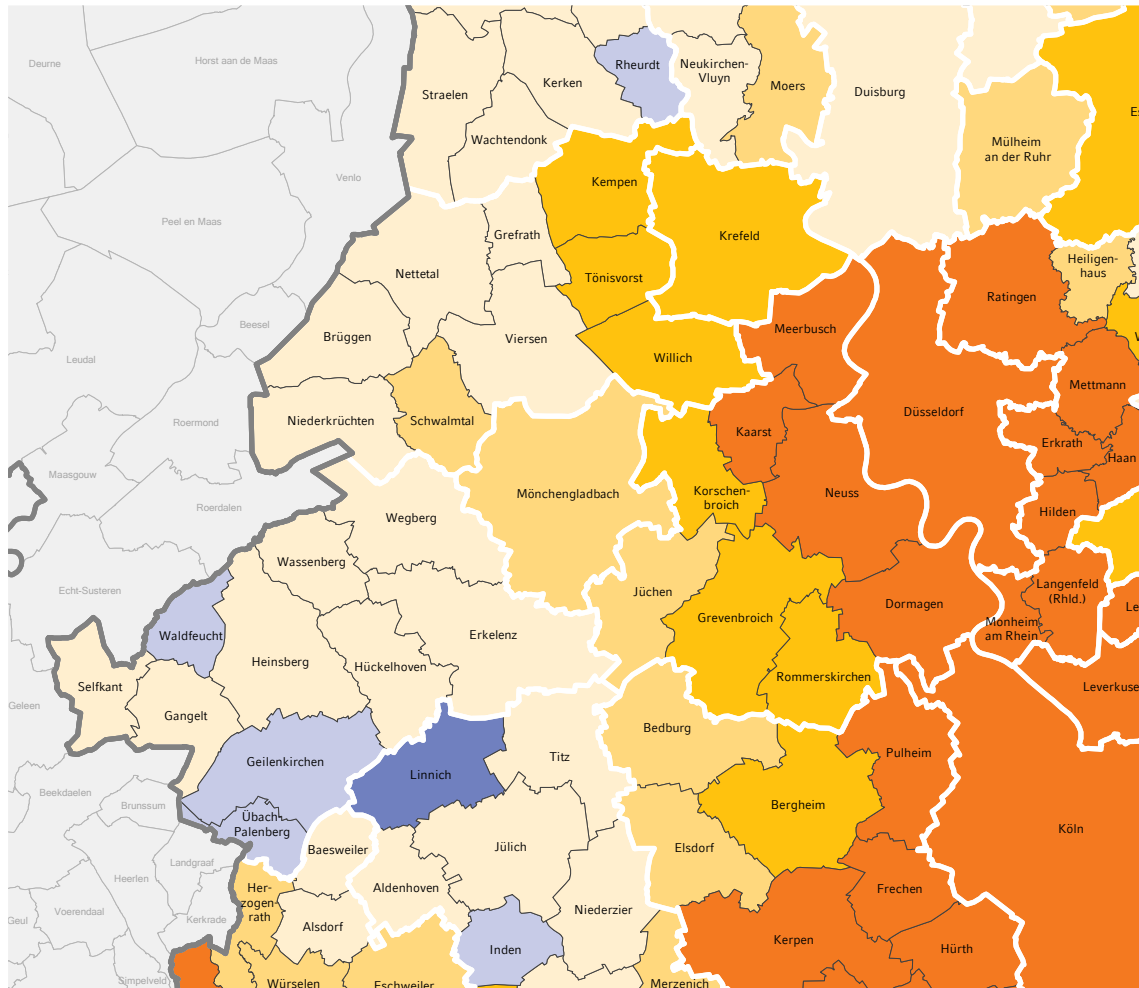 Deurne
Horst aan de Maas
Straelen
Kerken
Rheurdt
Neukirchen-
Vluyn
Moers
Duisburg
Wachtendonk
Mülheim
an der Ruhr
Venlo
Kempen
Peel en Maas
Grefrath
Krefeld
Nettetal
Tönisvorst
Heiligen-
haus
Ratingen
Beesel
Brüggen
Viersen
Meerbusch
Leudal
Willich
Mettmann
Roermond
Niederkrüchten
Schwalmtal
Kaarst
Düsseldorf
Erkrath
Haan
Maasgouw
Mönchengladbach
Korschen-
broich
Neuss
Roerdalen
Wegberg
Hilden
Wassenberg
Echt-Susteren
Jüchen
Dormagen
Langenfeld
(Rhld.)
Le
Waldfeucht
Erkelenz
Grevenbroich
Monheim
am Rhein
Heinsberg
Hückelhoven
Rommerskirchen
Selfkant
Leverkuse
Geleen
Gangelt
Bedburg
Pulheim
Geilenkirchen
Titz
Linnich
Beekdaelen
Brunssum
Bergheim
Übach-
Palenberg
Köln
Baesweiler
Jülich
Elsdorf
Landgraaf
Heerlen
Her-
zogen-
rath
Aldenhoven
Frechen
Voerendaal
Geul
Kerkrade
Alsdorf
Niederzier
Kerpen
Inden
Hürth
Simpelveld
Würselen
Eschweiler
Merzenich